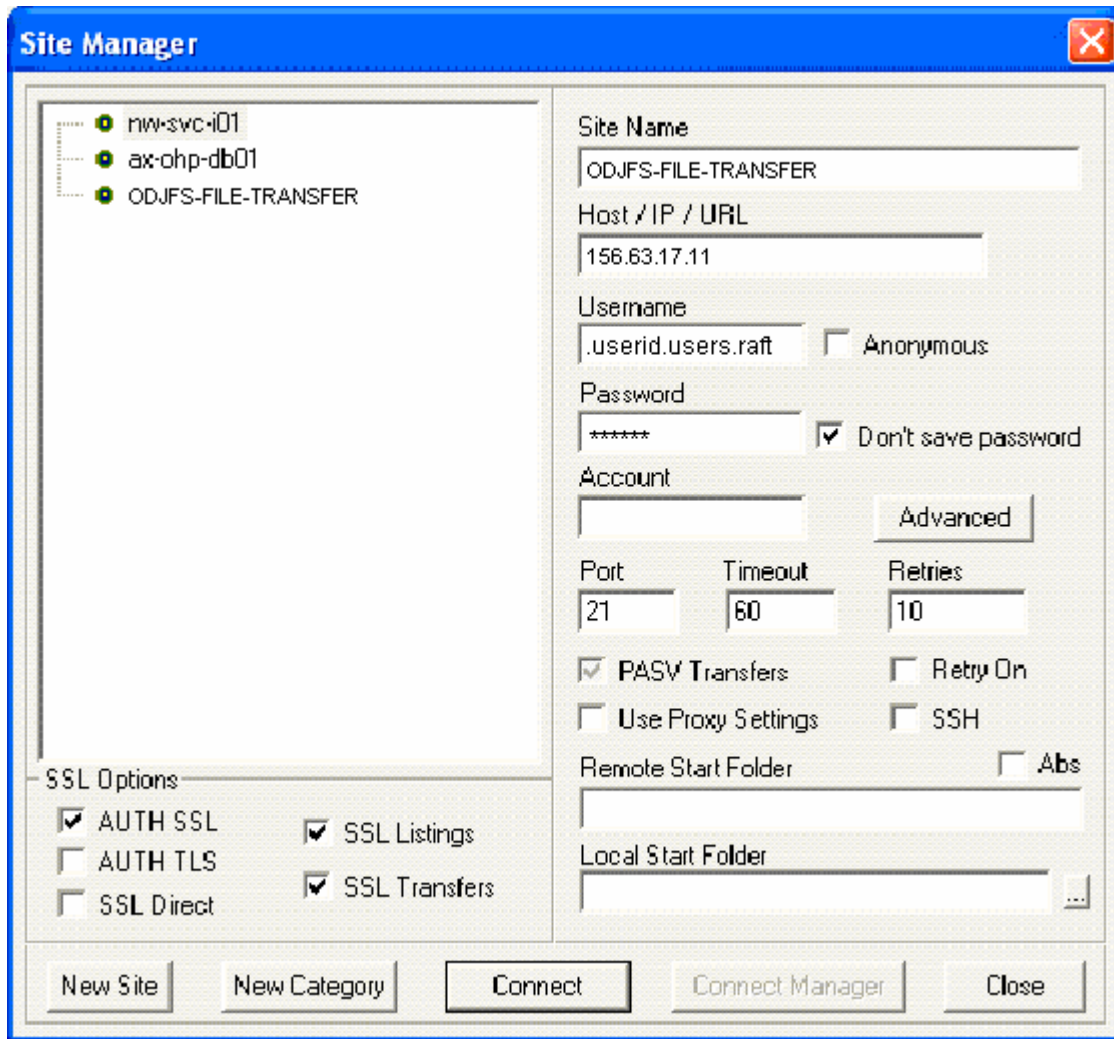 Site Manager
nw-svc-i01
ax-ohp-db01
ODJFS-FILE-TRANSFER
SSL Options
AUTH SSL
SSL Listings
AUTH TLS
SSL Transfers
SSL Direct
Site Name
ODJFS-FILE-TRANSFER
Host / IP / URL
156.63.17.11
Username
.userid.users.raft
Anonymous
Password
******
Don't save password
Account
Advanced
Port Timeout Retries
21 60 10
PASV Transfers
Retry On
Use Proxy Settings
SSH
Remote Start Folder
Abs
Local Start Folder
...
New Site
New Category
Connect
Connect Manager
Close